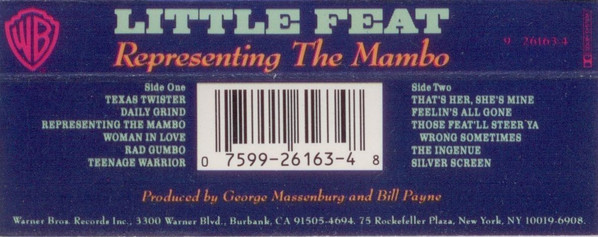 WB
LITTLE FEAT
Representing The Mambo
9 26163-4
Side One
TEXAS TWISTER
DAILY GRIND
REPRESENTING THE MAMBO
WOMAN IN LOVE
RAD GUMBO
TEENAGE WARRIOR
0 7599-26163-4 8
Side Two
THAT'S HER, SHE'S MINE
FEELIN'S ALL GONE
THOSE FEAT'LL STEER YA
WRONG SOMETIMES
THE INGENUE
SILVER SCREEN
Produced by George Massenburg and Bill Payne
Warner Bros. Records Inc., 3300 Warner Blvd., Burbank, CA 91505-4694. 75 Rockefeller Plaza, New York, NY 10019-6908.